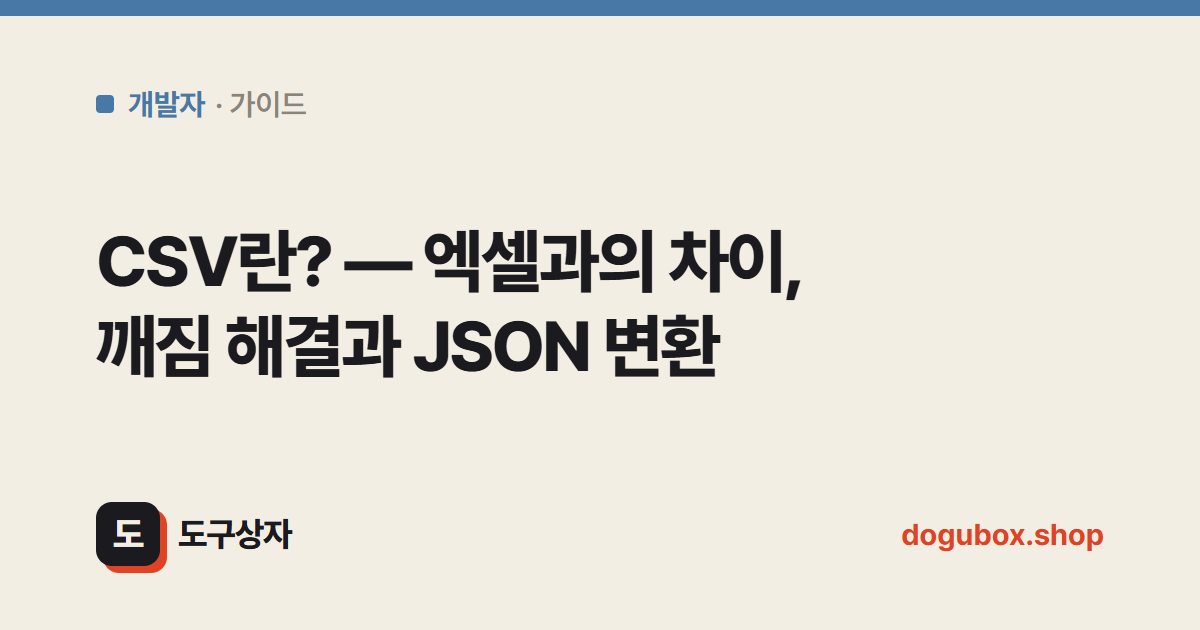 개발자 · 가이드
CSV란? — 엑셀과의 차이,
깨짐 해결과 JSON 변환
도 도구상자
dogubox.shop